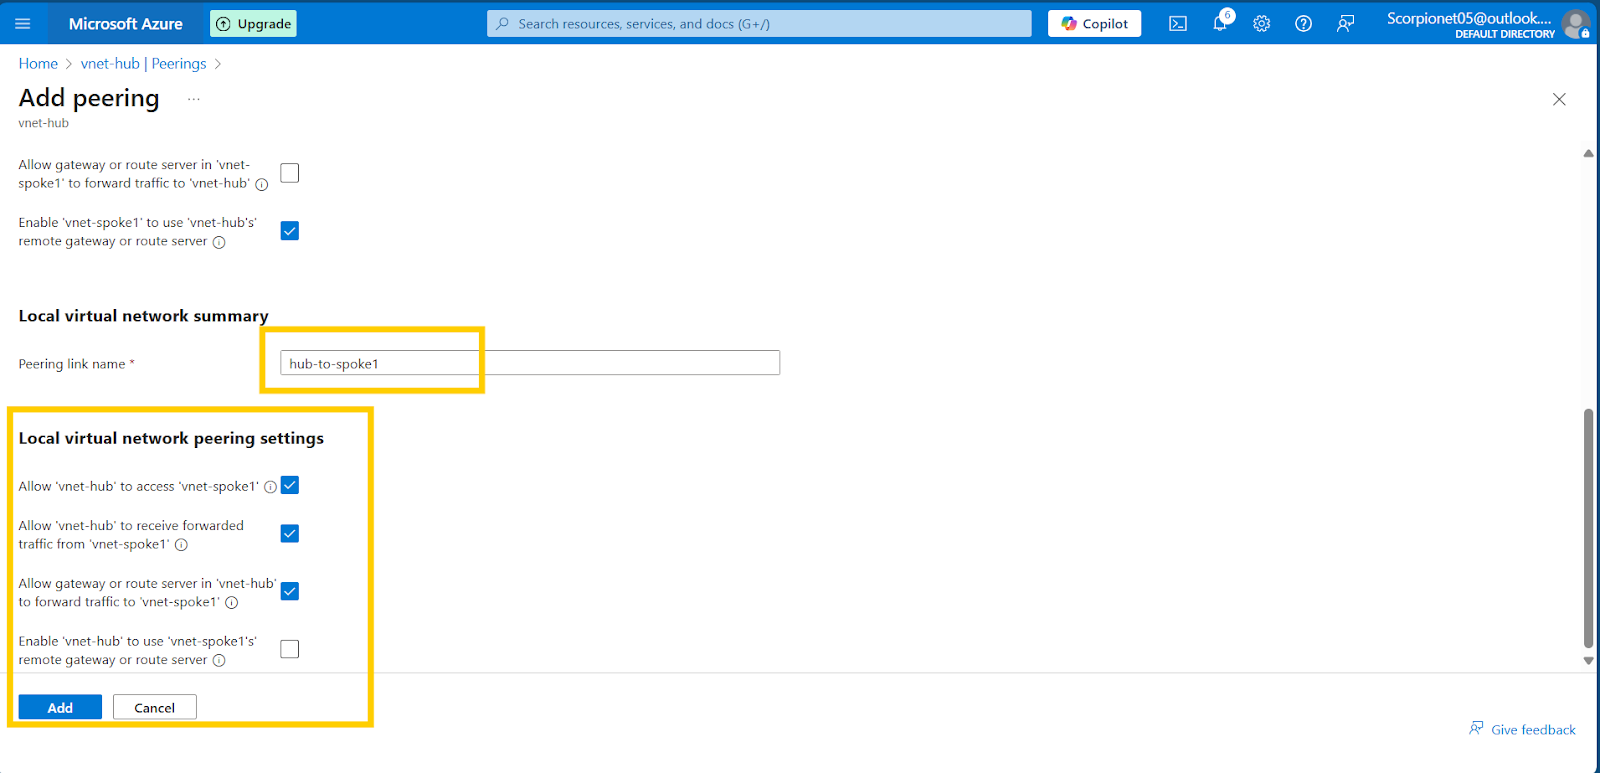 Microsoft Azure
Upgrade
Search resources, services, and docs (G+/)
Copilot
6
Scorpionet05@outlook....
DEFAULT DIRECTORY
Home > vnet-hub | Peerings >
Add peering ...
vnet-hub
Allow gateway or route server in 'vnet-
spoke1' to forward traffic to 'vnet-hub'
Enable 'vnet-spoke1' to use 'vnet-hub's'
remote gateway or route server
Local virtual network summary
Peering link name *
hub-to-spoke1
Local virtual network peering settings
Allow 'vnet-hub' to access 'vnet-spoke1'
Allow 'vnet-hub' to receive forwarded
traffic from 'vnet-spoke1'
Allow gateway or route server in 'vnet-hub'
to forward traffic to 'vnet-spoke1'
Enable 'vnet-hub' to use 'vnet-spoke1's'
remote gateway or route server
Add
Cancel
Give feedback